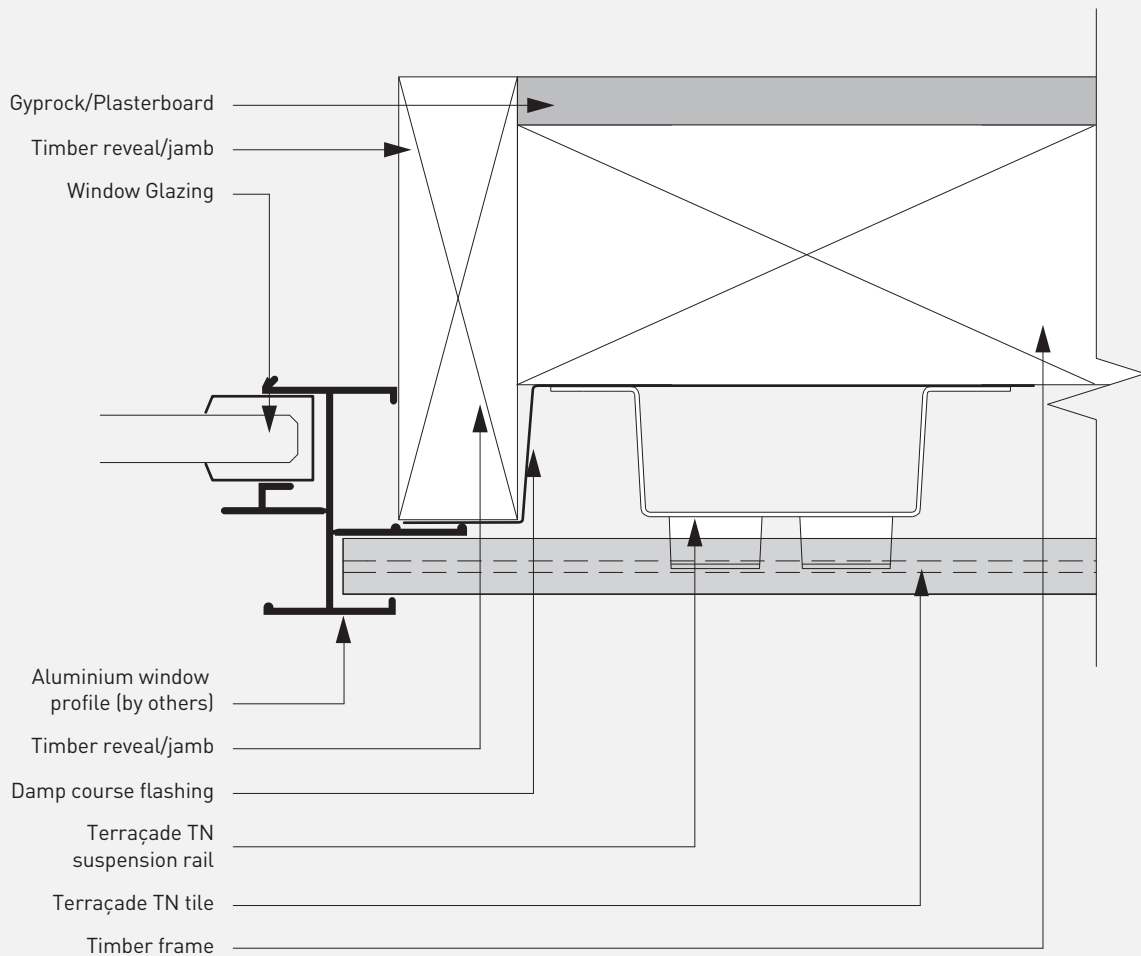 Gyprock/Plasterboard
Timber reveal/jamb
Window Glazing
Aluminium window
profile (by others)
Timber reveal/jamb
Damp course flashing
Terraçade TN
suspension rail
Terraçade TN tile
Timber frame